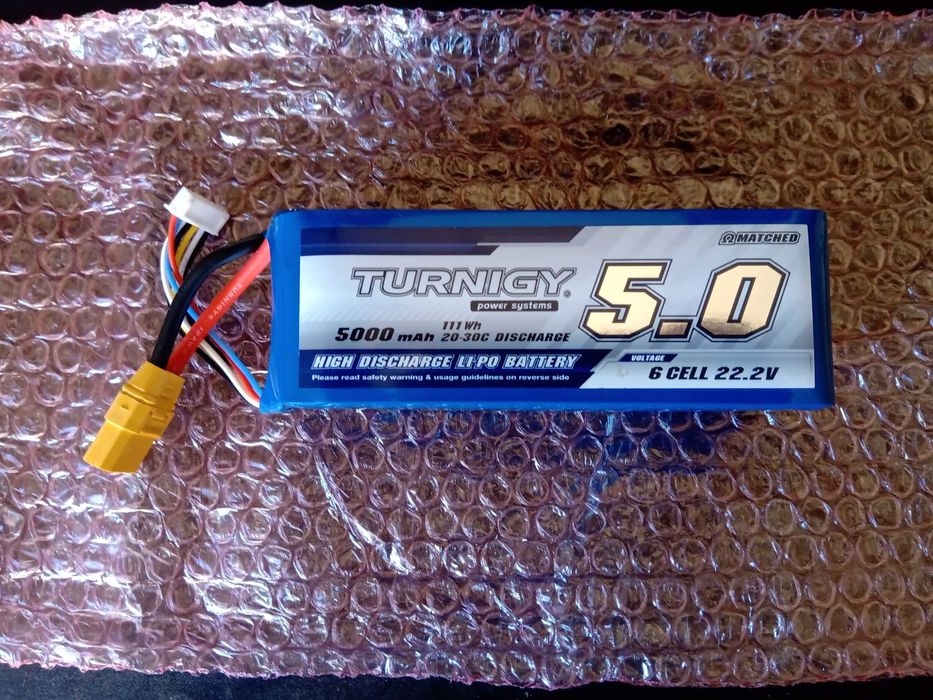 Ω MATCHED
TURNIGY®
power systems
5.0
111 Wh
5000 mAh 20-30C DISCHARGE
HIGH DISCHARGE LI-PO BATTERY
Please read safety warning & usage guidelines on reverse side
VOLTAGE
6 CELL 22.2V
TURNIGY